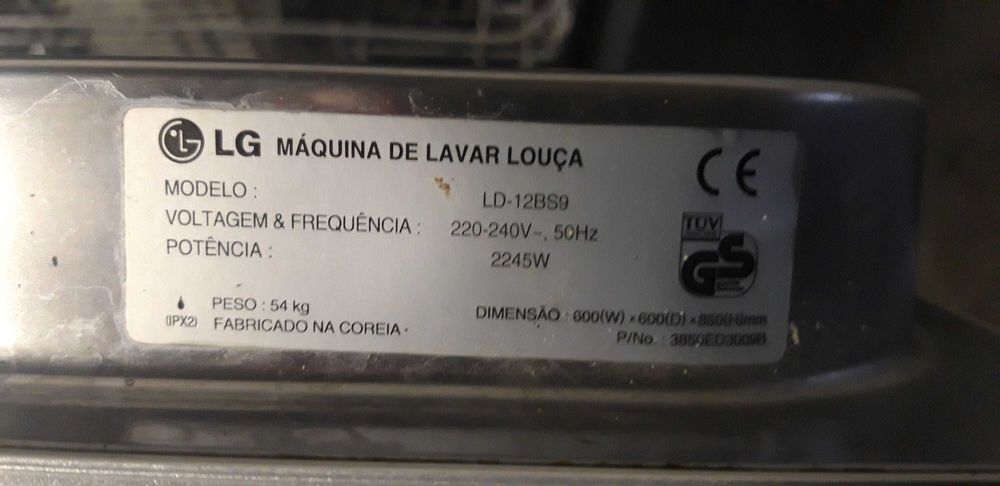 LG MÁQUINA DE LAVAR LOUÇA
MODELO : LD-12BS9
VOLTAGEM & FREQUÊNCIA : 220-240V~, 50Hz
POTÊNCIA : 2245W
CE
TÜV
GS
PESO : 54 kg
(IPX2) FABRICADO NA COREIA
DIMENSÃO : 600(W) × 600(D) × 850(H)mm
P/No. : 3850ED3009B